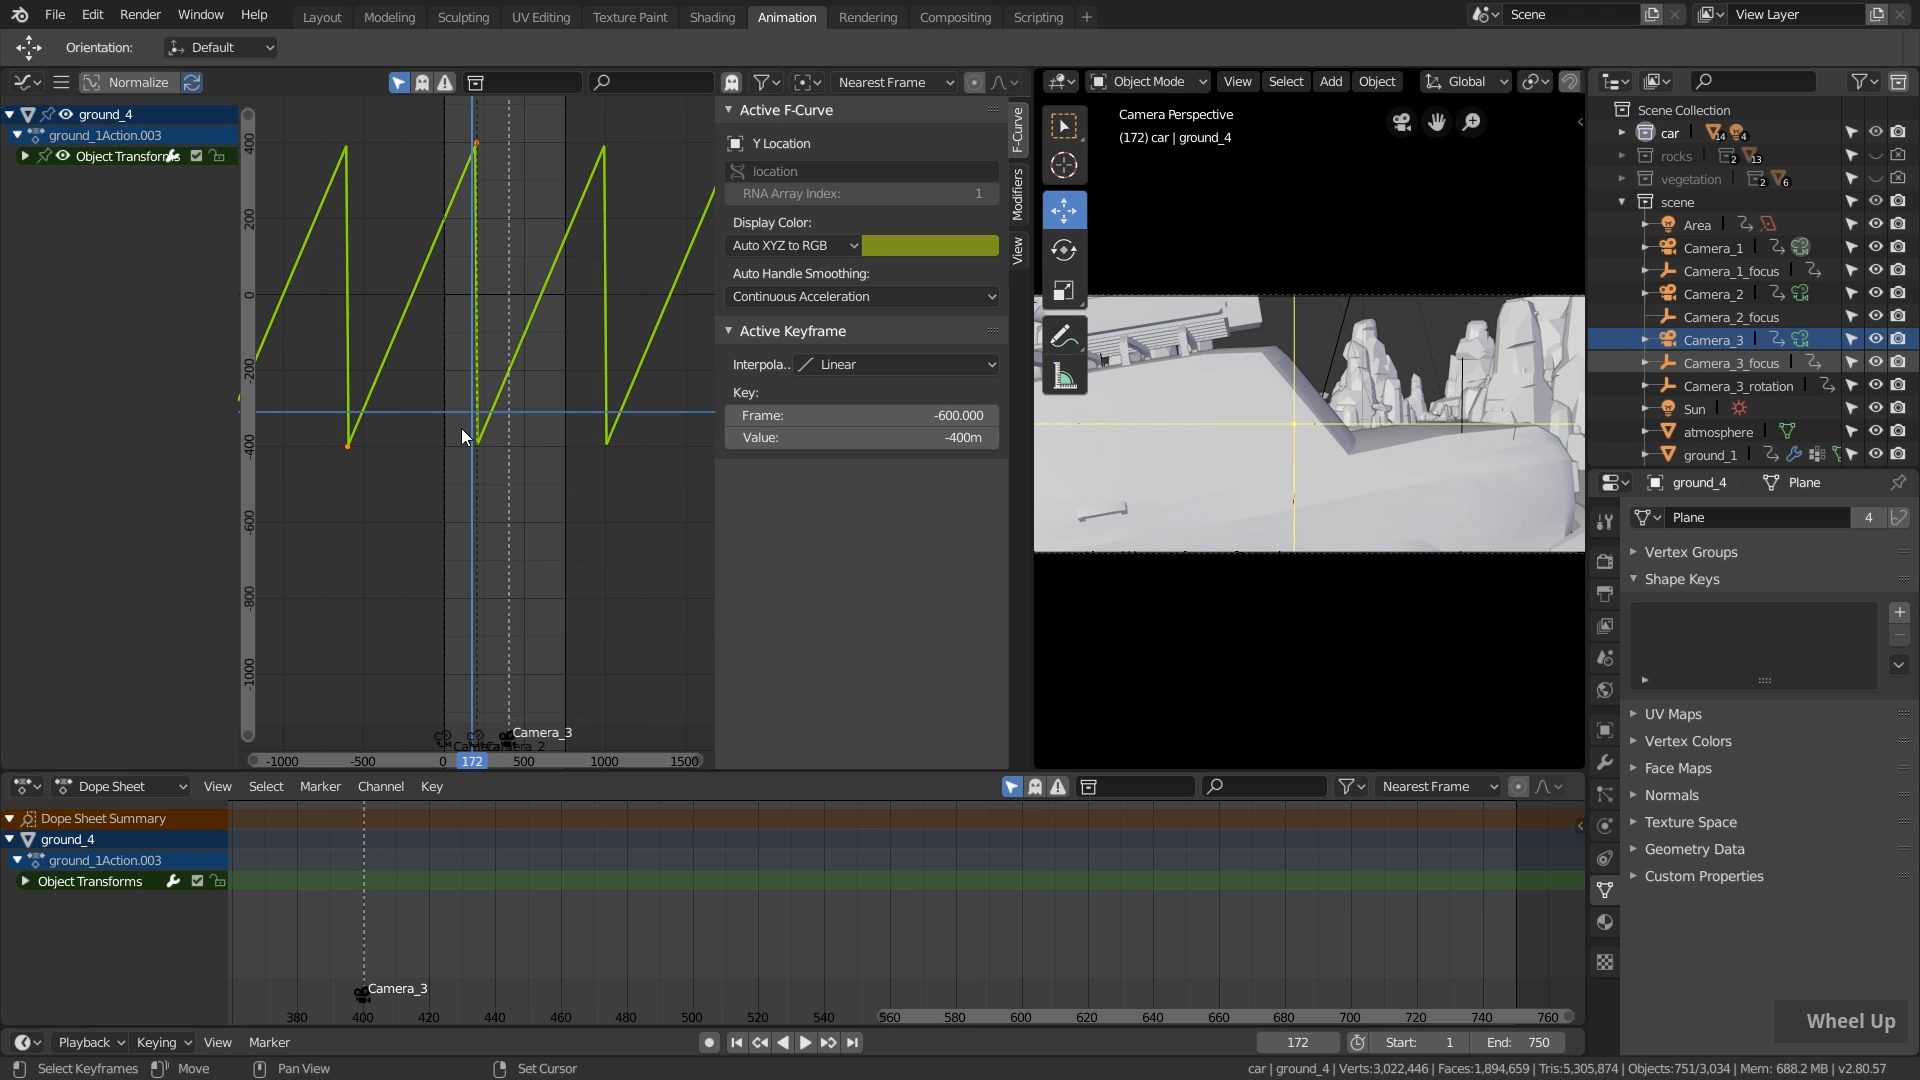 File Edit Render Window Help Layout Modeling Sculpting UV Editing Texture Paint Shading Animation Rendering Compositing Scripting + Scene View Layer
Orientation: Default
Normalize Nearest Frame Object Mode View Select Add Object Global
ground_4
ground_1Action.003
Object Transforms
400
200
0
-200
-400
-600
-800
-1000
Camera_3
-1000 -500 0 172 500 1000 1500
Active F-Curve
Y Location
location
RNA Array Index: 1
Display Color:
Auto XYZ to RGB
Auto Handle Smoothing:
Continuous Acceleration
Active Keyframe
Interpola.. Linear
Key:
Frame: -600.000
Value: -400m
F-Curve
Modifiers
View
Camera Perspective
(172) car | ground_4
Scene Collection
car 14 4
rocks 2 13
vegetation 2 6
scene
Area
Camera_1
Camera_1_focus
Camera_2
Camera_2_focus
Camera_3
Camera_3_focus
Camera_3_rotation
Sun
atmosphere
ground_1
ground_4 Plane
Plane 4
Vertex Groups
Shape Keys
UV Maps
Vertex Colors
Face Maps
Normals
Texture Space
Geometry Data
Custom Properties
Wheel Up
Dope Sheet View Select Marker Channel Key Nearest Frame
Dope Sheet Summary
ground_4
ground_1Action.003
Object Transforms
Camera_3
380 400 420 440 460 480 500 520 540 560 580 600 620 640 660 680 700 720 740 760
Playback Keying View Marker 172 Start: 1 End: 750
Select Keyframes Move Pan View Set Cursor car | ground_4 | Verts:3,022,446 | Faces:1,894,659 | Tris:5,305,874 | Objects:751/3,034 | Mem: 688.2 MB | v2.80.57